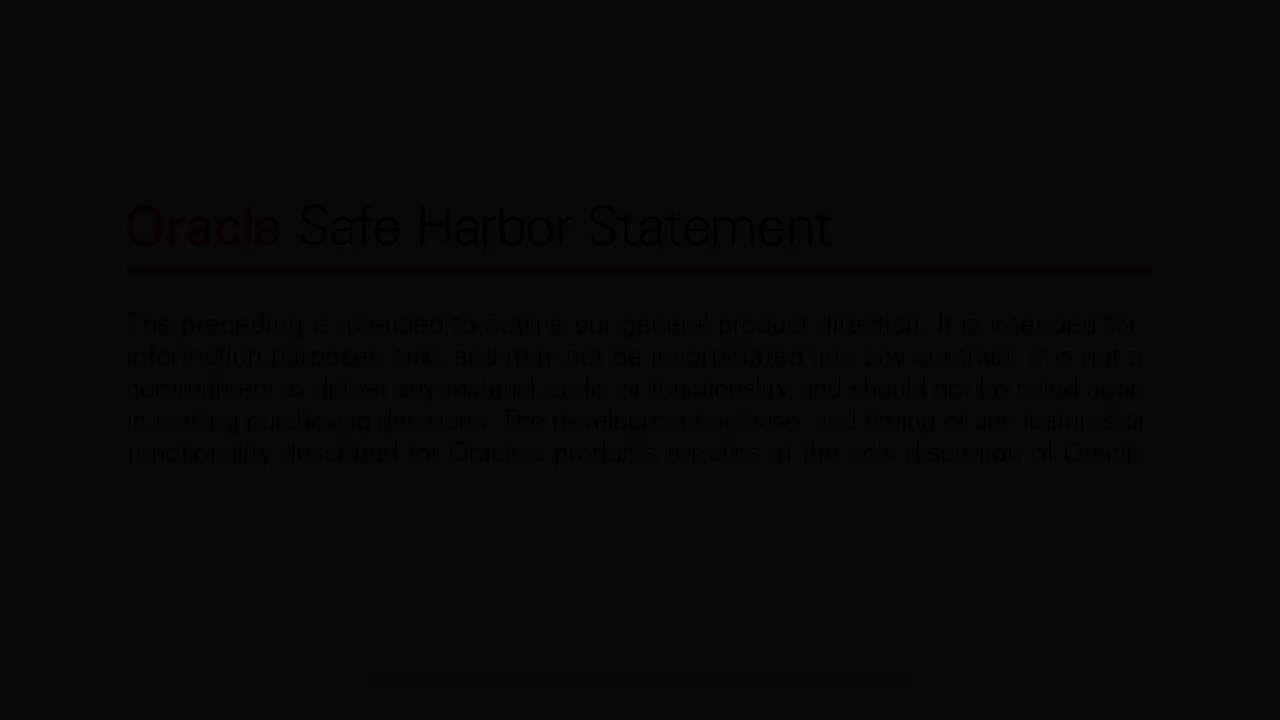 Oracle Safe Harbor Statement
The preceding is intended to outline our general product direction. It is intended for
information purposes only, and may not be incorporated into any contract. It is not a
commitment to deliver any material, code, or functionality, and should not be relied upon
in making purchasing decisions. The development, release, and timing of any features or
functionality described for Oracle's products remains at the sole discretion of Oracle.